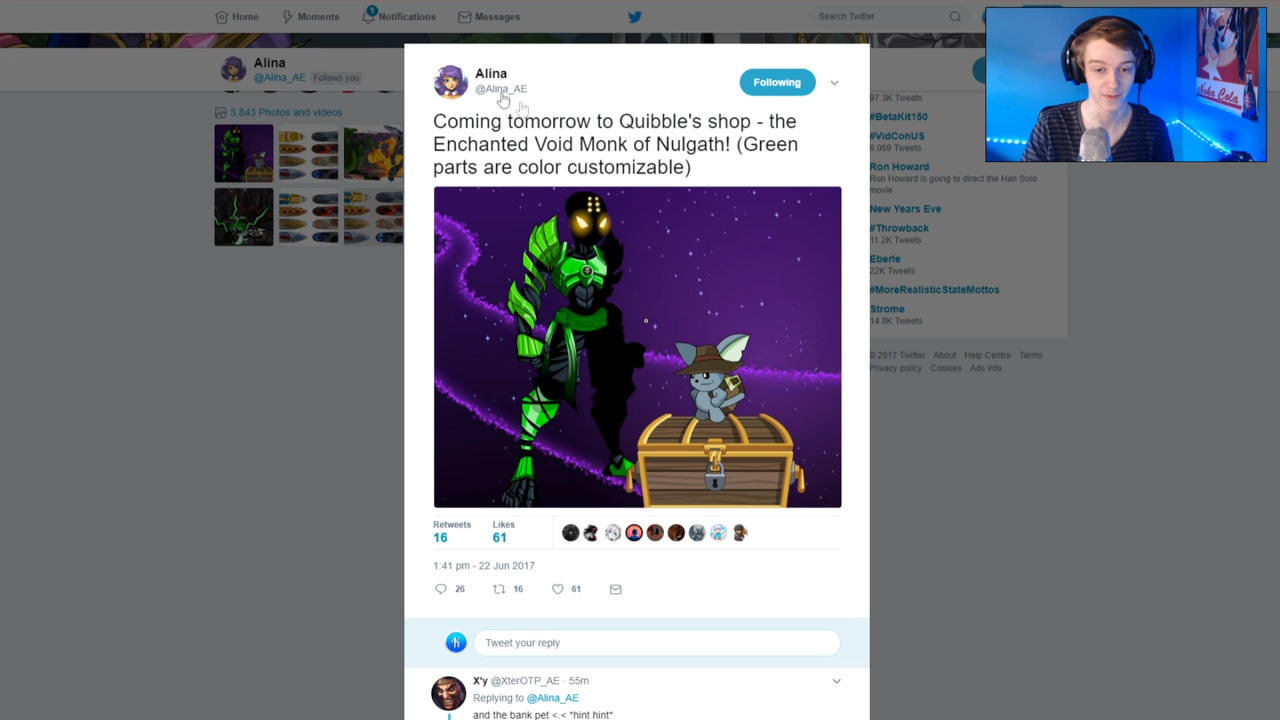 Home
Moments
1
Notifications
Messages
Search Twitter
Alina
@Alina_AE
Follows you
3,843 Photos and videos
Alina
@Alina_AE
Following
Coming tomorrow to Quibble's shop - the
Enchanted Void Monk of Nulgath! (Green
parts are color customizable)
Retweets
Likes
16
61
1:41 pm - 22 Jun 2017
26
16
61
Tweet your reply
X'y @XterOTP_AE · 55m
Replying to @Alina_AE
and the bank pet <.< *hint hint*
97.3K Tweets
#BetaKit150
#VidConUS
6,069 Tweets
Ron Howard
Ron Howard is going to direct the Han Solo
movie
New Years Eve
#Throwback
11.2K Tweets
Eberle
22K Tweets
#MoreRealisticStateMottos
Strome
14.8K Tweets
© 2017 Twitter About Help Centre Terms
Privacy policy Cookies Ads info
Nuka Cola